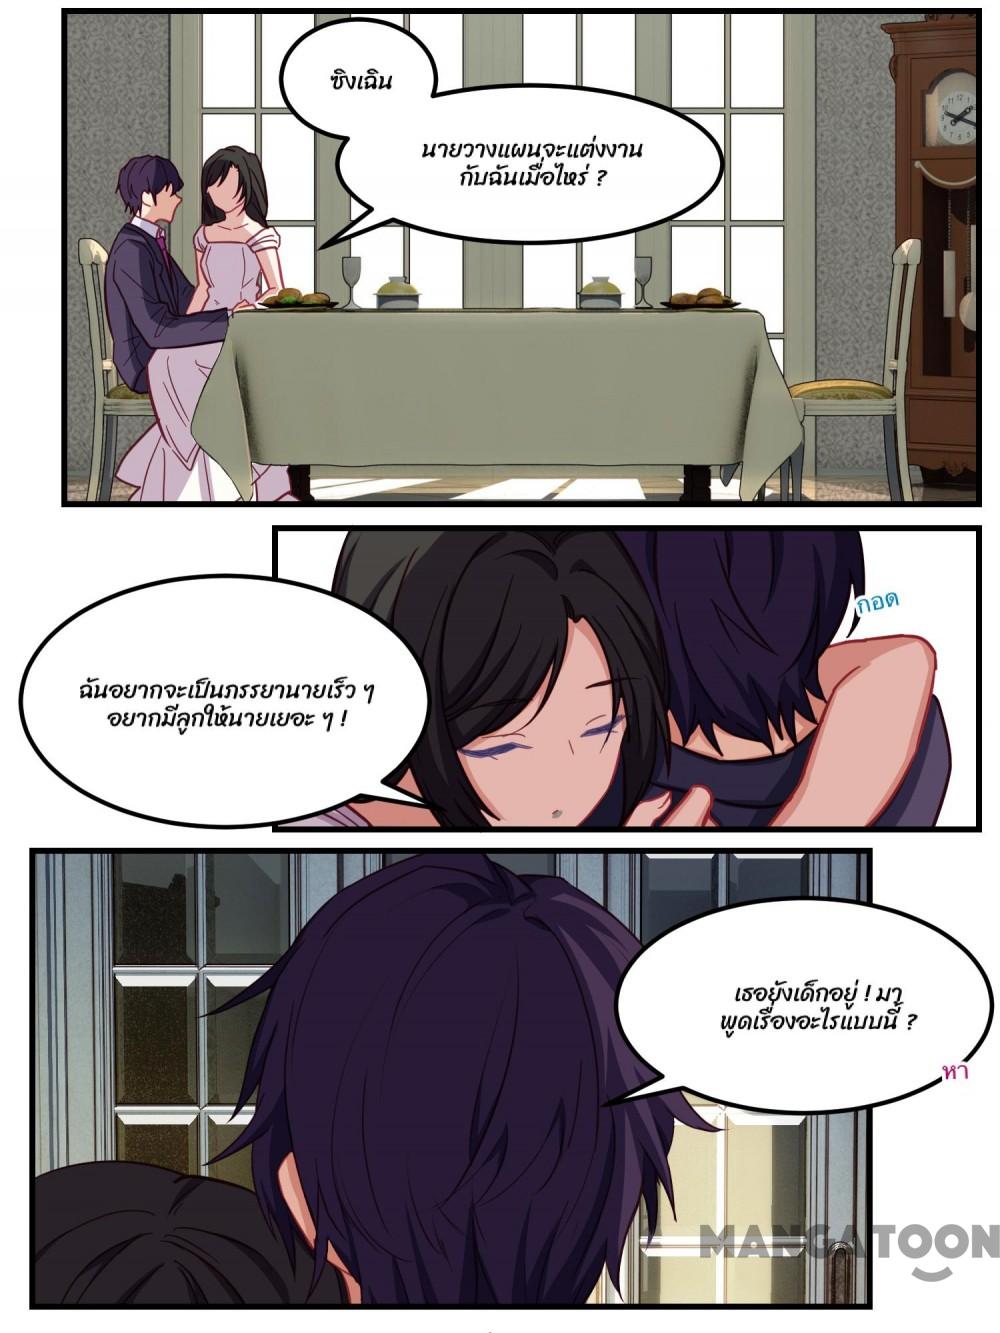 ซิงเฉิน
นายวางแผนจะแต่งงาน
กับฉันเมื่อไหร่ ?
กอด
ฉันอยากจะเป็นภรรยานายเร็ว ๆ
อยากมีลูกให้นายเยอะ ๆ !
เธอยังเด็กอยู่ ! มา
พูดเรื่องอะไรแบบนี้ ?
หา
MANGATOON